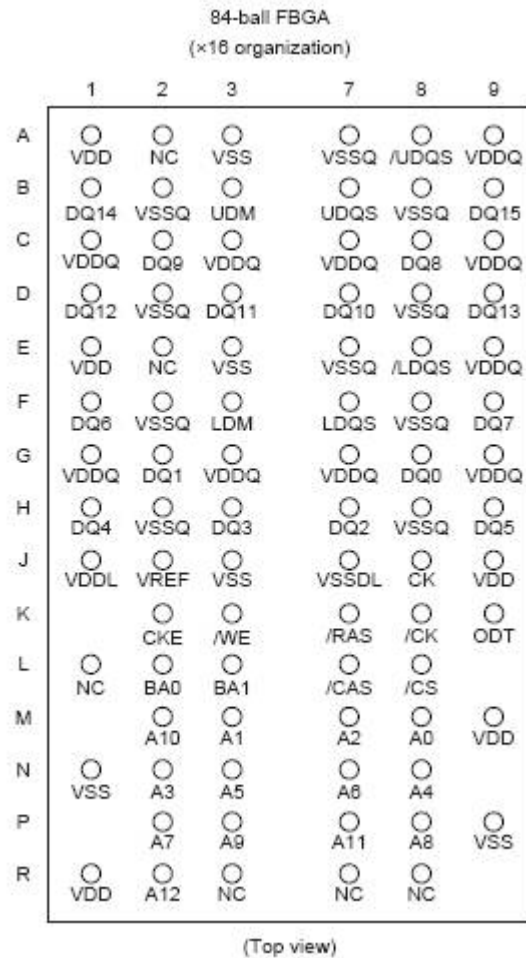 84-ball FBGA
(×16 organization)
1 2 3 7 8 9
A
VDD NC VSS VSSQ /UDQS VDDQ
B
DQ14 VSSQ UDM UDQS VSSQ DQ15
C
VDDQ DQ9 VDDQ VDDQ DQ8 VDDQ
D
DQ12 VSSQ DQ11 DQ10 VSSQ DQ13
E
VDD NC VSS VSSQ /LDQS VDDQ
F
DQ6 VSSQ LDM LDQS VSSQ DQ7
G
VDDQ DQ1 VDDQ VDDQ DQ0 VDDQ
H
DQ4 VSSQ DQ3 DQ2 VSSQ DQ5
J
VDDL VREF VSS VSSDL CK VDD
K
CKE /WE /RAS /CK ODT
L
NC BA0 BA1 /CAS /CS
M
A10 A1 A2 A0 VDD
N
VSS A3 A5 A6 A4
P
A7 A9 A11 A8 VSS
R
VDD A12 NC NC NC
(Top view)